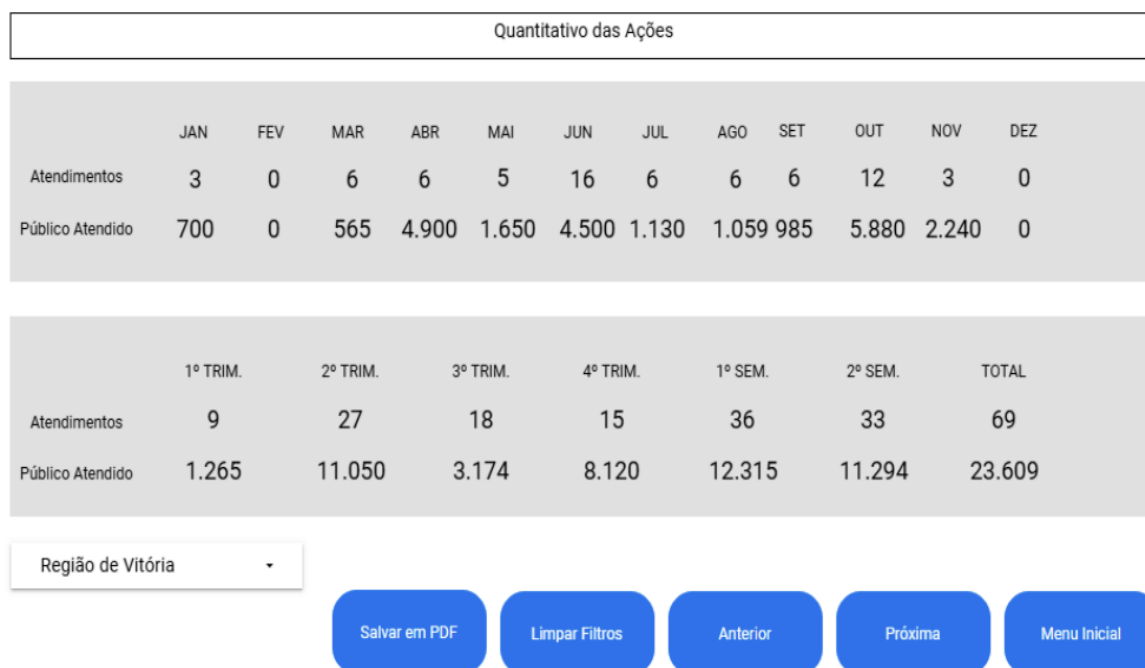 Quantitativo das Ações
JAN FEV MAR ABR MAI JUN JUL AGO SET OUT NOV DEZ
Atendimentos 3 0 6 6 5 16 6 6 6 12 3 0
Público Atendido 700 0 565 4.900 1.650 4.500 1.130 1.059 985 5.880 2.240 0
1º TRIM. 2º TRIM. 3º TRIM. 4º TRIM. 1º SEM. 2º SEM. TOTAL
Atendimentos 9 27 18 15 36 33 69
Público Atendido 1.265 11.050 3.174 8.120 12.315 11.294 23.609
Região de Vitória
Salvar em PDF Limpar Filtros Anterior Próxima Menu Inicial